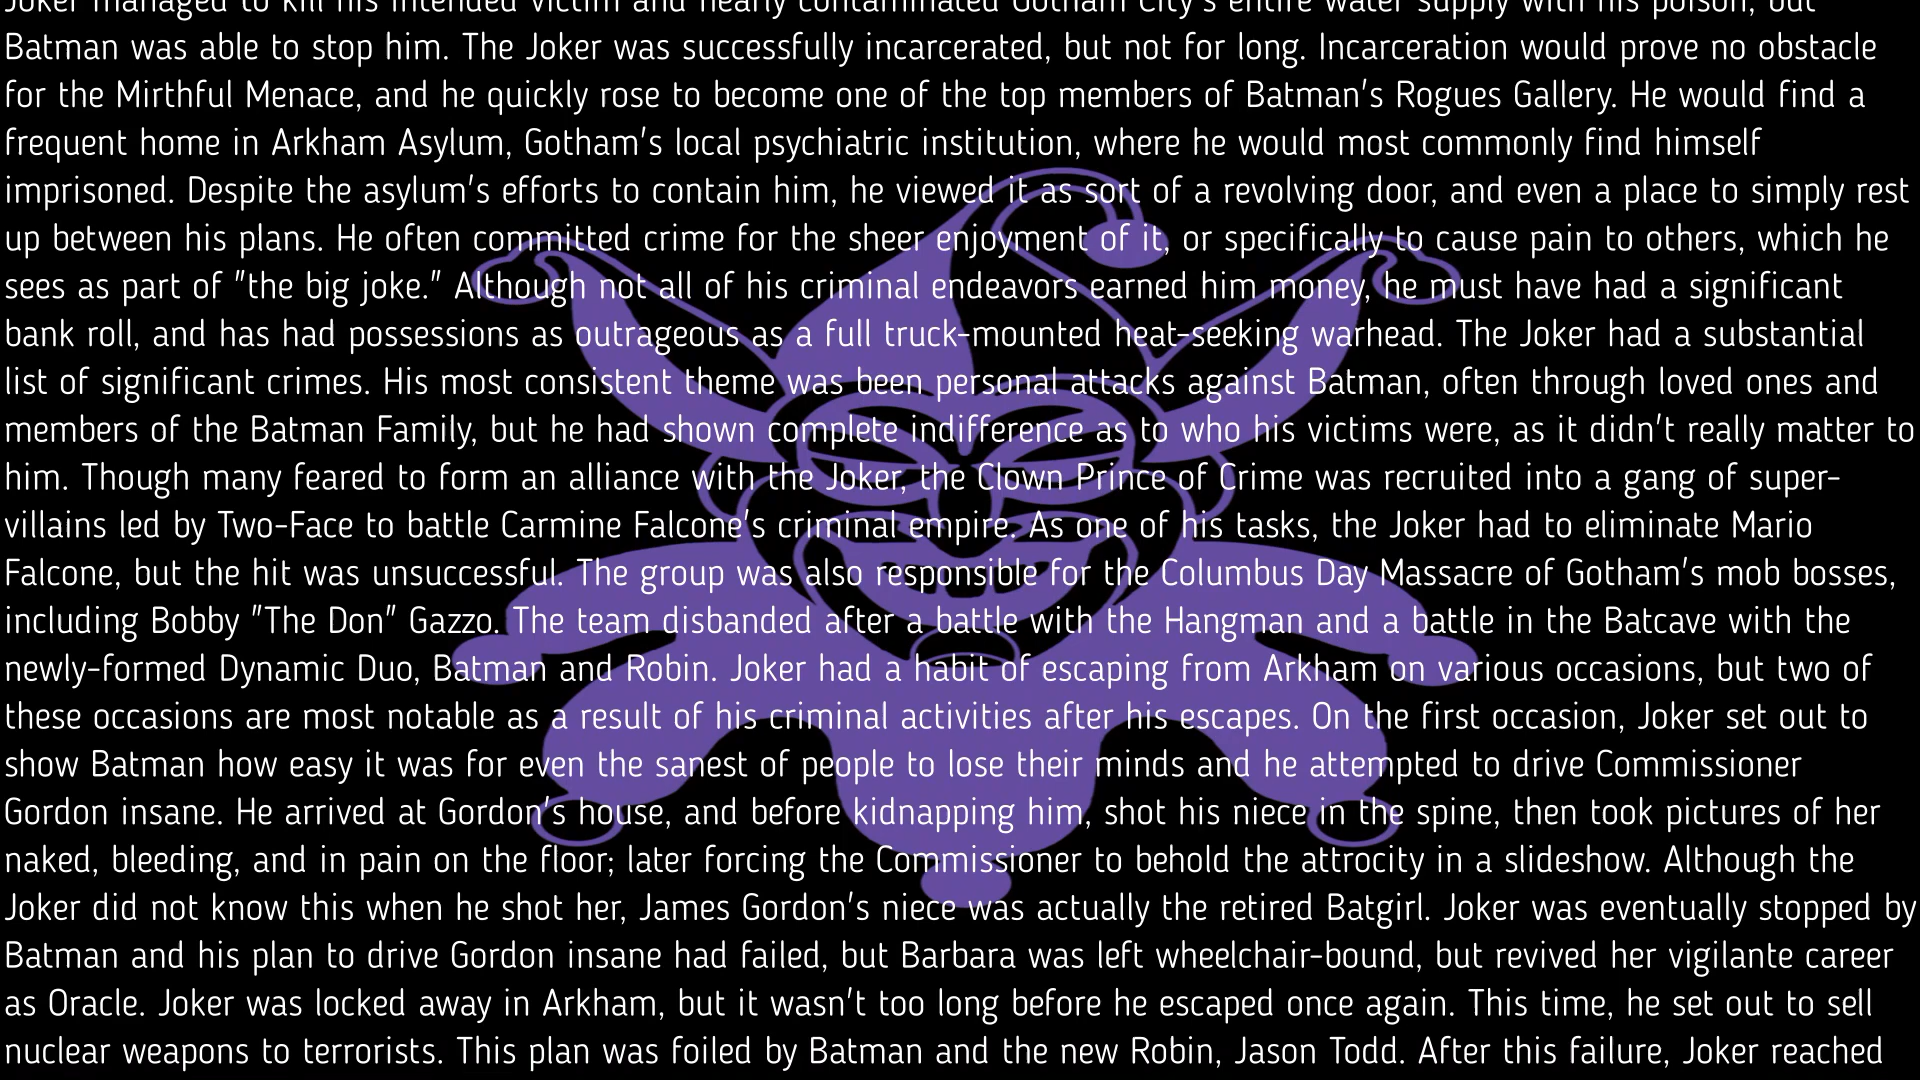 Joker managed to kill his intended victim and nearly contaminated Gotham City's entire water supply with his poison, but
Batman was able to stop him. The Joker was successfully incarcerated, but not for long. Incarceration would prove no obstacle
for the Mirthful Menace, and he quickly rose to become one of the top members of Batman's Rogues Gallery. He would find a
frequent home in Arkham Asylum, Gotham's local psychiatric institution, where he would most commonly find himself
imprisoned. Despite the asylum's efforts to contain him, he viewed it as sort of a revolving door, and even a place to simply rest
up between his plans. He often committed crime for the sheer enjoyment of it, or specifically to cause pain to others, which he
sees as part of "the big joke." Although not all of his criminal endeavors earned him money, he must have had a significant
bank roll, and has had possessions as outrageous as a full truck-mounted heat-seeking warhead. The Joker had a substantial
list of significant crimes. His most consistent theme was been personal attacks against Batman, often through loved ones and
members of the Batman Family, but he had shown complete indifference as to who his victims were, as it didn't really matter to
him. Though many feared to form an alliance with the Joker, the Clown Prince of Crime was recruited into a gang of super-
villains led by Two-Face to battle Carmine Falcone's criminal empire. As one of his tasks, the Joker had to eliminate Mario
Falcone, but the hit was unsuccessful. The group was also responsible for the Columbus Day Massacre of Gotham's mob bosses,
including Bobby "The Don" Gazzo. The team disbanded after a battle with the Hangman and a battle in the Batcave with the
newly-formed Dynamic Duo, Batman and Robin. Joker had a habit of escaping from Arkham on various occasions, but two of
these occasions are most notable as a result of his criminal activities after his escapes. On the first occasion, Joker set out to
show Batman how easy it was for even the sanest of people to lose their minds and he attempted to drive Commissioner
Gordon insane. He arrived at Gordon's house, and before kidnapping him, shot his niece in the spine, then took pictures of her
naked, bleeding, and in pain on the floor; later forcing the Commissioner to behold the attrocity in a slideshow. Although the
Joker did not know this when he shot her, James Gordon's niece was actually the retired Batgirl. Joker was eventually stopped by
Batman and his plan to drive Gordon insane had failed, but Barbara was left wheelchair-bound, but revived her vigilante career
as Oracle. Joker was locked away in Arkham, but it wasn't too long before he escaped once again. This time, he set out to sell
nuclear weapons to terrorists. This plan was foiled by Batman and the new Robin, Jason Todd. After this failure, Joker reached